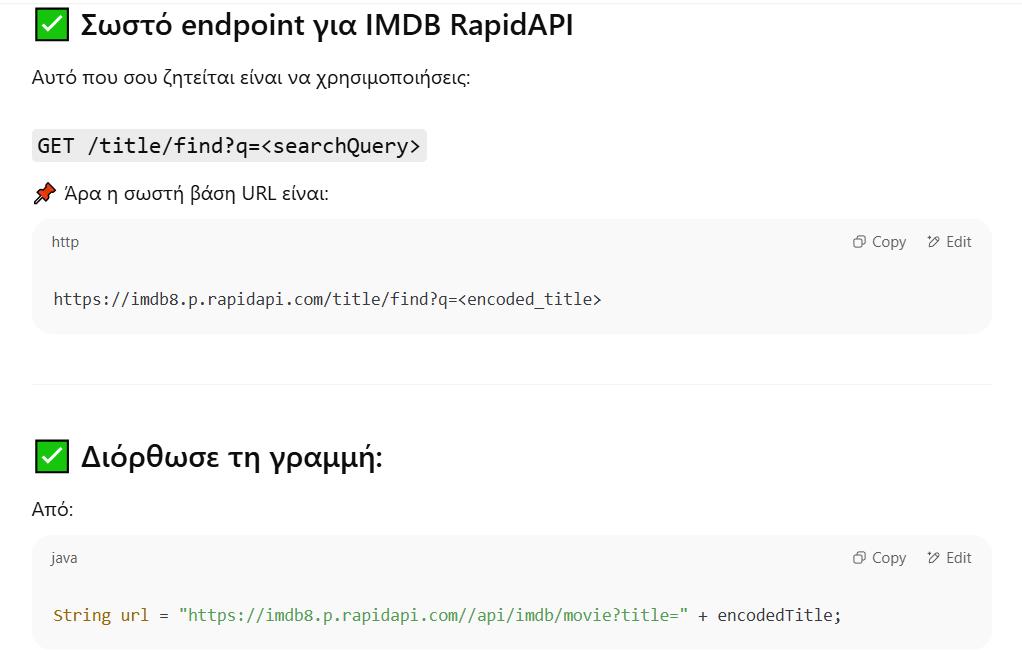 ✅ Σωστό endpoint για IMDB RapidAPI
Αυτό που σου ζητείται είναι να χρησιμοποιήσεις:
GET /title/find?q=<searchQuery>
📌 Άρα η σωστή βάση URL είναι:
http Copy Edit
https://imdb8.p.rapidapi.com/title/find?q=<encoded_title>
✅ Διόρθωσε τη γραμμή:
Από:
java Copy Edit
String url = "https://imdb8.p.rapidapi.com//api/imdb/movie?title=" + encodedTitle;